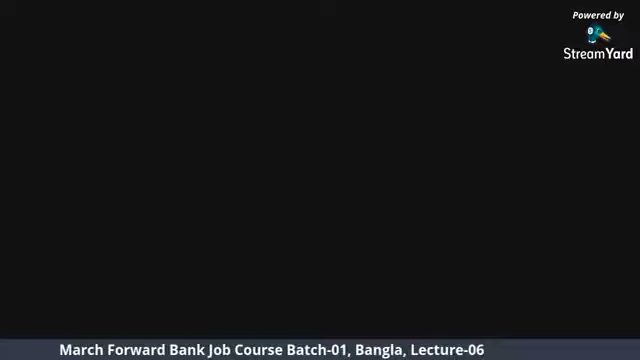 Powered by
StreamYard
March Forward Bank Job Course Batch-01, Bangla, Lecture-06